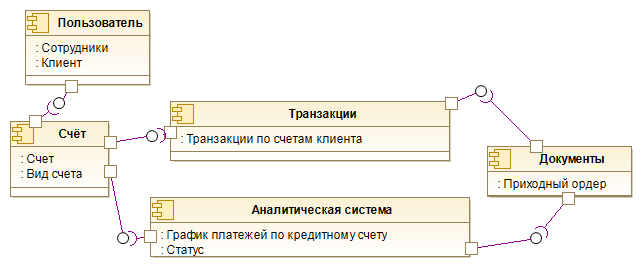 Пользователь
: Сотрудники
: Клиент
Счёт
: Счет
: Вид счета
Транзакции
: Транзакции по счетам клиента
Документы
: Приходный ордер
Аналитическая система
: График платежей по кредитному счету
: Статус